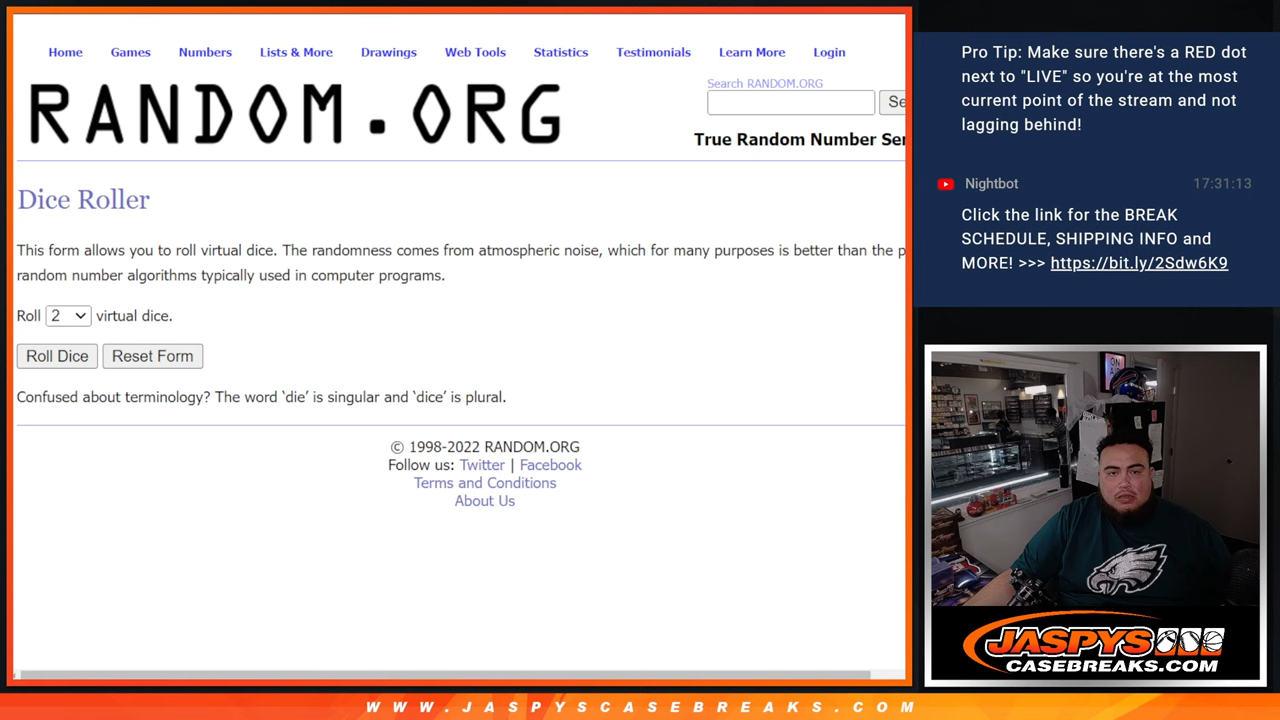 Home Games Numbers Lists & More Drawings Web Tools Statistics Testimonials Learn More Login
RANDOM.ORG
Search RANDOM.ORG
Se
True Random Number Ser
Dice Roller
This form allows you to roll virtual dice. The randomness comes from atmospheric noise, which for many purposes is better than the p
random number algorithms typically used in computer programs.
Roll 2 virtual dice.
Roll Dice Reset Form
Confused about terminology? The word ‘die’ is singular and ‘dice’ is plural.
© 1998-2022 RANDOM.ORG
Follow us: Twitter | Facebook
Terms and Conditions
About Us
Pro Tip: Make sure there's a RED dot
next to "LIVE" so you're at the most
current point of the stream and not
lagging behind!
Nightbot 17:31:13
Click the link for the BREAK
SCHEDULE, SHIPPING INFO and
MORE! >>> https://bit.ly/2Sdw6K9
ON
JASPYS
CASEBREAKS.COM
WWW.JASPYSCASEBREAKS.COM